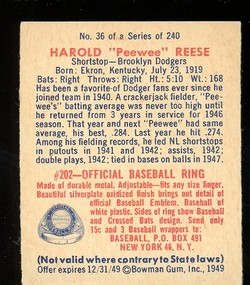 No. 36 of a Series of 240
HAROLD "Peewee" REESE
Shortstop—Brooklyn Dodgers
Born: Ekron, Kentucky, July 23, 1919
Bats: Right Throws: Right Ht.: 5:10 Wt.: 168
Has been a favorite of Dodger fans ever since he
joined team in 1940. A crackerjack fielder, "Pee-
wee's" batting average was never too high until
he returned from 3 years in service for 1946
season. That year and next "Peewee" had same
average, his best, .284. Last year he hit .274.
Among his fielding records, he led NL shortstops
in putouts in 1941 and 1942; assists, 1942;
double plays, 1942; tied in bases on balls in 1947.
#202—OFFICIAL BASEBALL RING
Made of durable metal. Adjustable—fits any size finger.
Beautiful silverplate oxidized finish brings out details
of official Baseball Emblem. Baseball of
white plastic. Sides of ring show Baseball
and Crossed Bats design. Send only
15c and 3 Baseball wrappers to:
BASEBALL, P.O. BOX 491
NEW YORK 46, N. Y.
(Not valid where contrary to State laws)
Offer expires 12/31/49 ©Bowman Gum, Inc., 1949